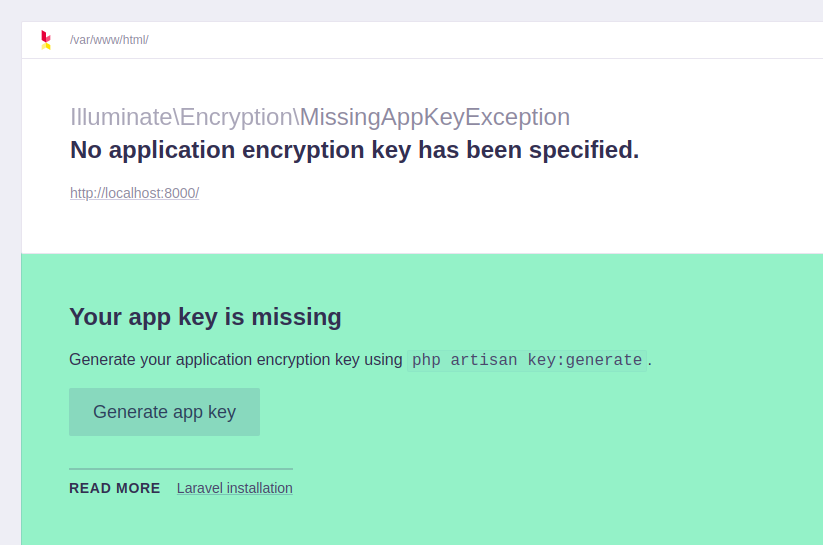 /var/www/html/
Illuminate\Encryption\MissingAppKeyException
No application encryption key has been specified.
http://localhost:8000/
Your app key is missing
Generate your application encryption key using php artisan key:generate.
Generate app key
READ MORE Laravel installation